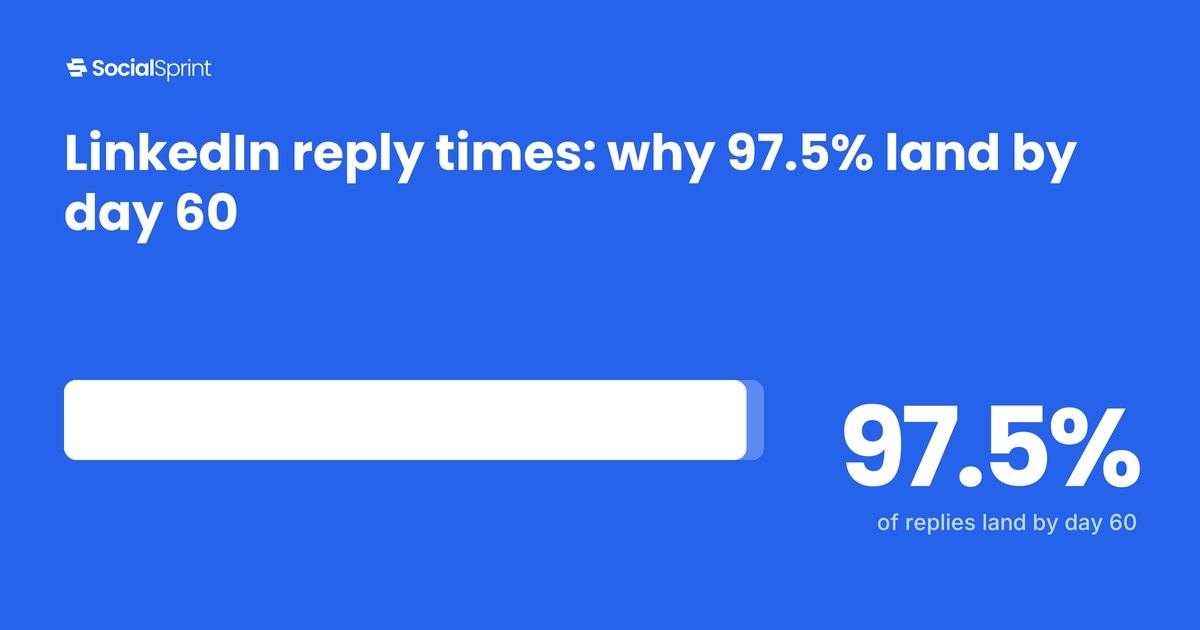 SocialSprint
LinkedIn reply times: why 97.5% land by
day 60
97.5%
of replies land by day 60